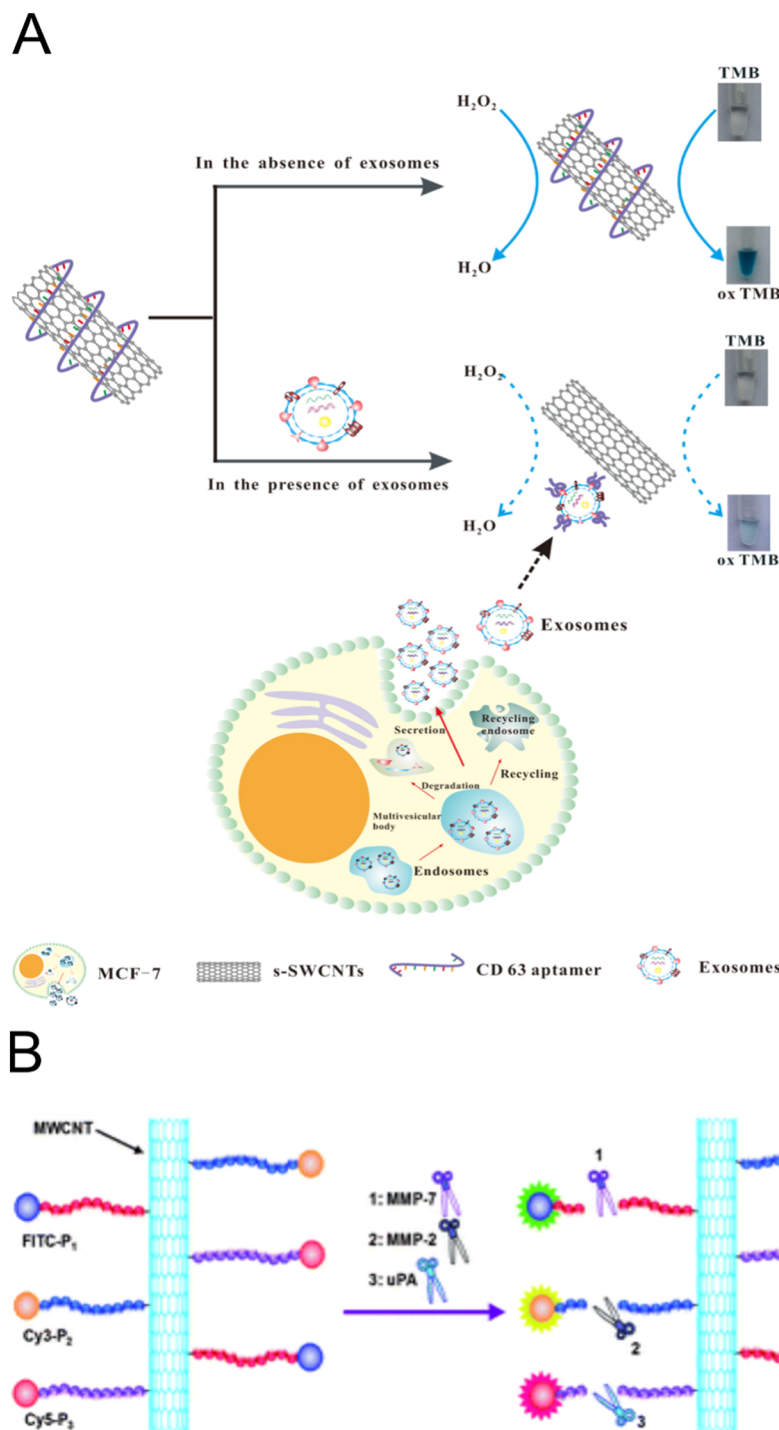 A
TMB
H₂O₂
In the absence of exosomes
H₂O
ox TMB
TMB
H₂O₂
In the presence of exosomes
H₂O
ox TMB
Exosomes
Secretion
Recycling
endosome
Recycling
Degradation
Multivesicular
body
Endosomes
MCF-7
s-SWCNTs
CD 63 aptamer
Exosomes
B
MWCNT
FITC-P₁
Cy3-P₂
Cy5-P₃
1: MMP-7
2: MMP-2
3: uPA
1
2
3